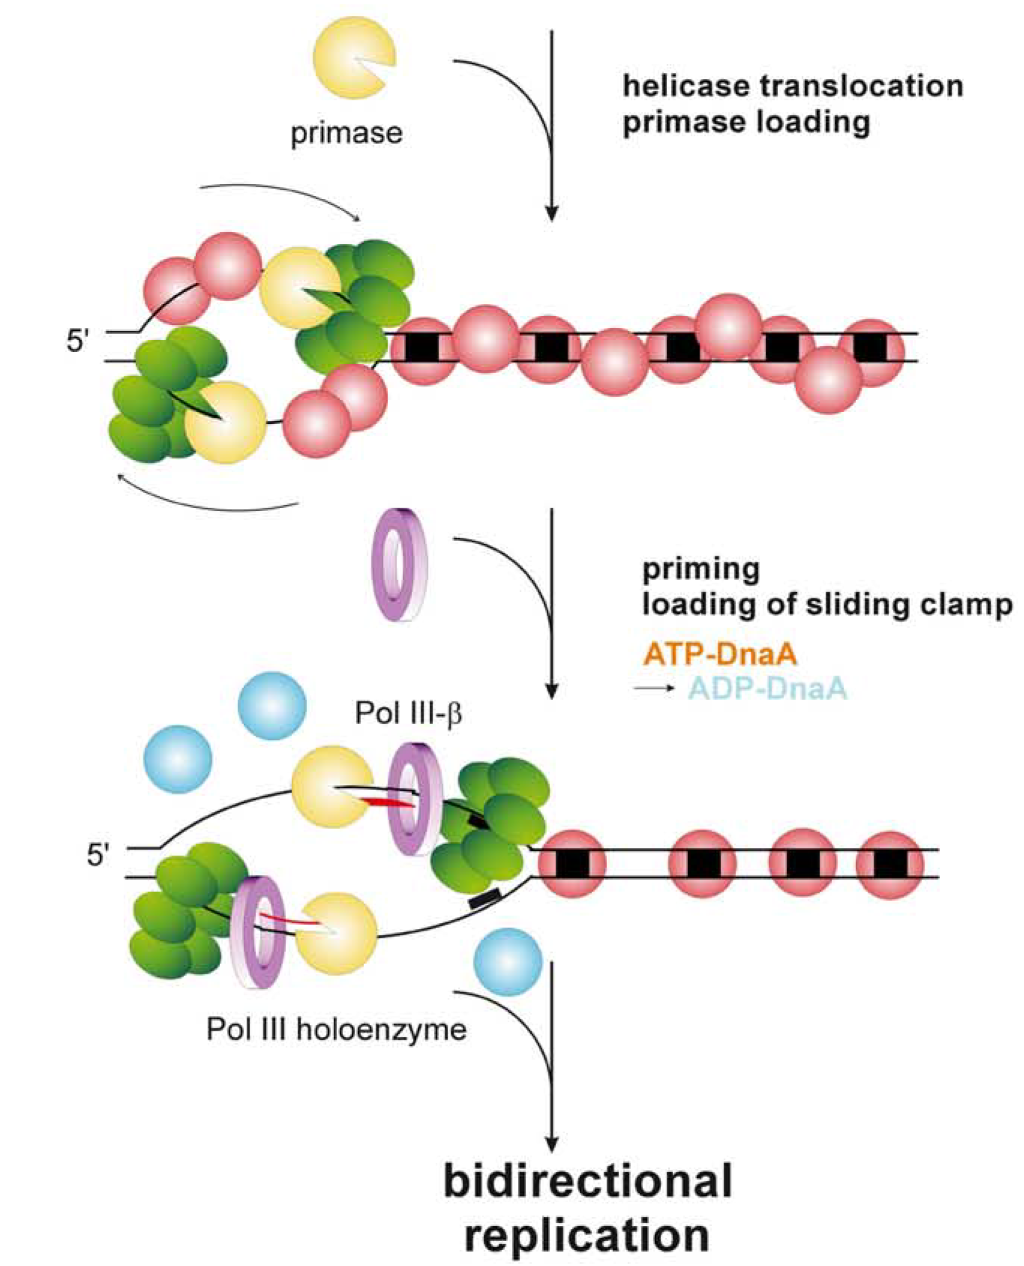 primase
helicase translocation
primase loading
5'
priming
loading of sliding clamp
ATP-DnaA
ADP-DnaA
Pol III-β
5'
Pol III holoenzyme
bidirectional
replication